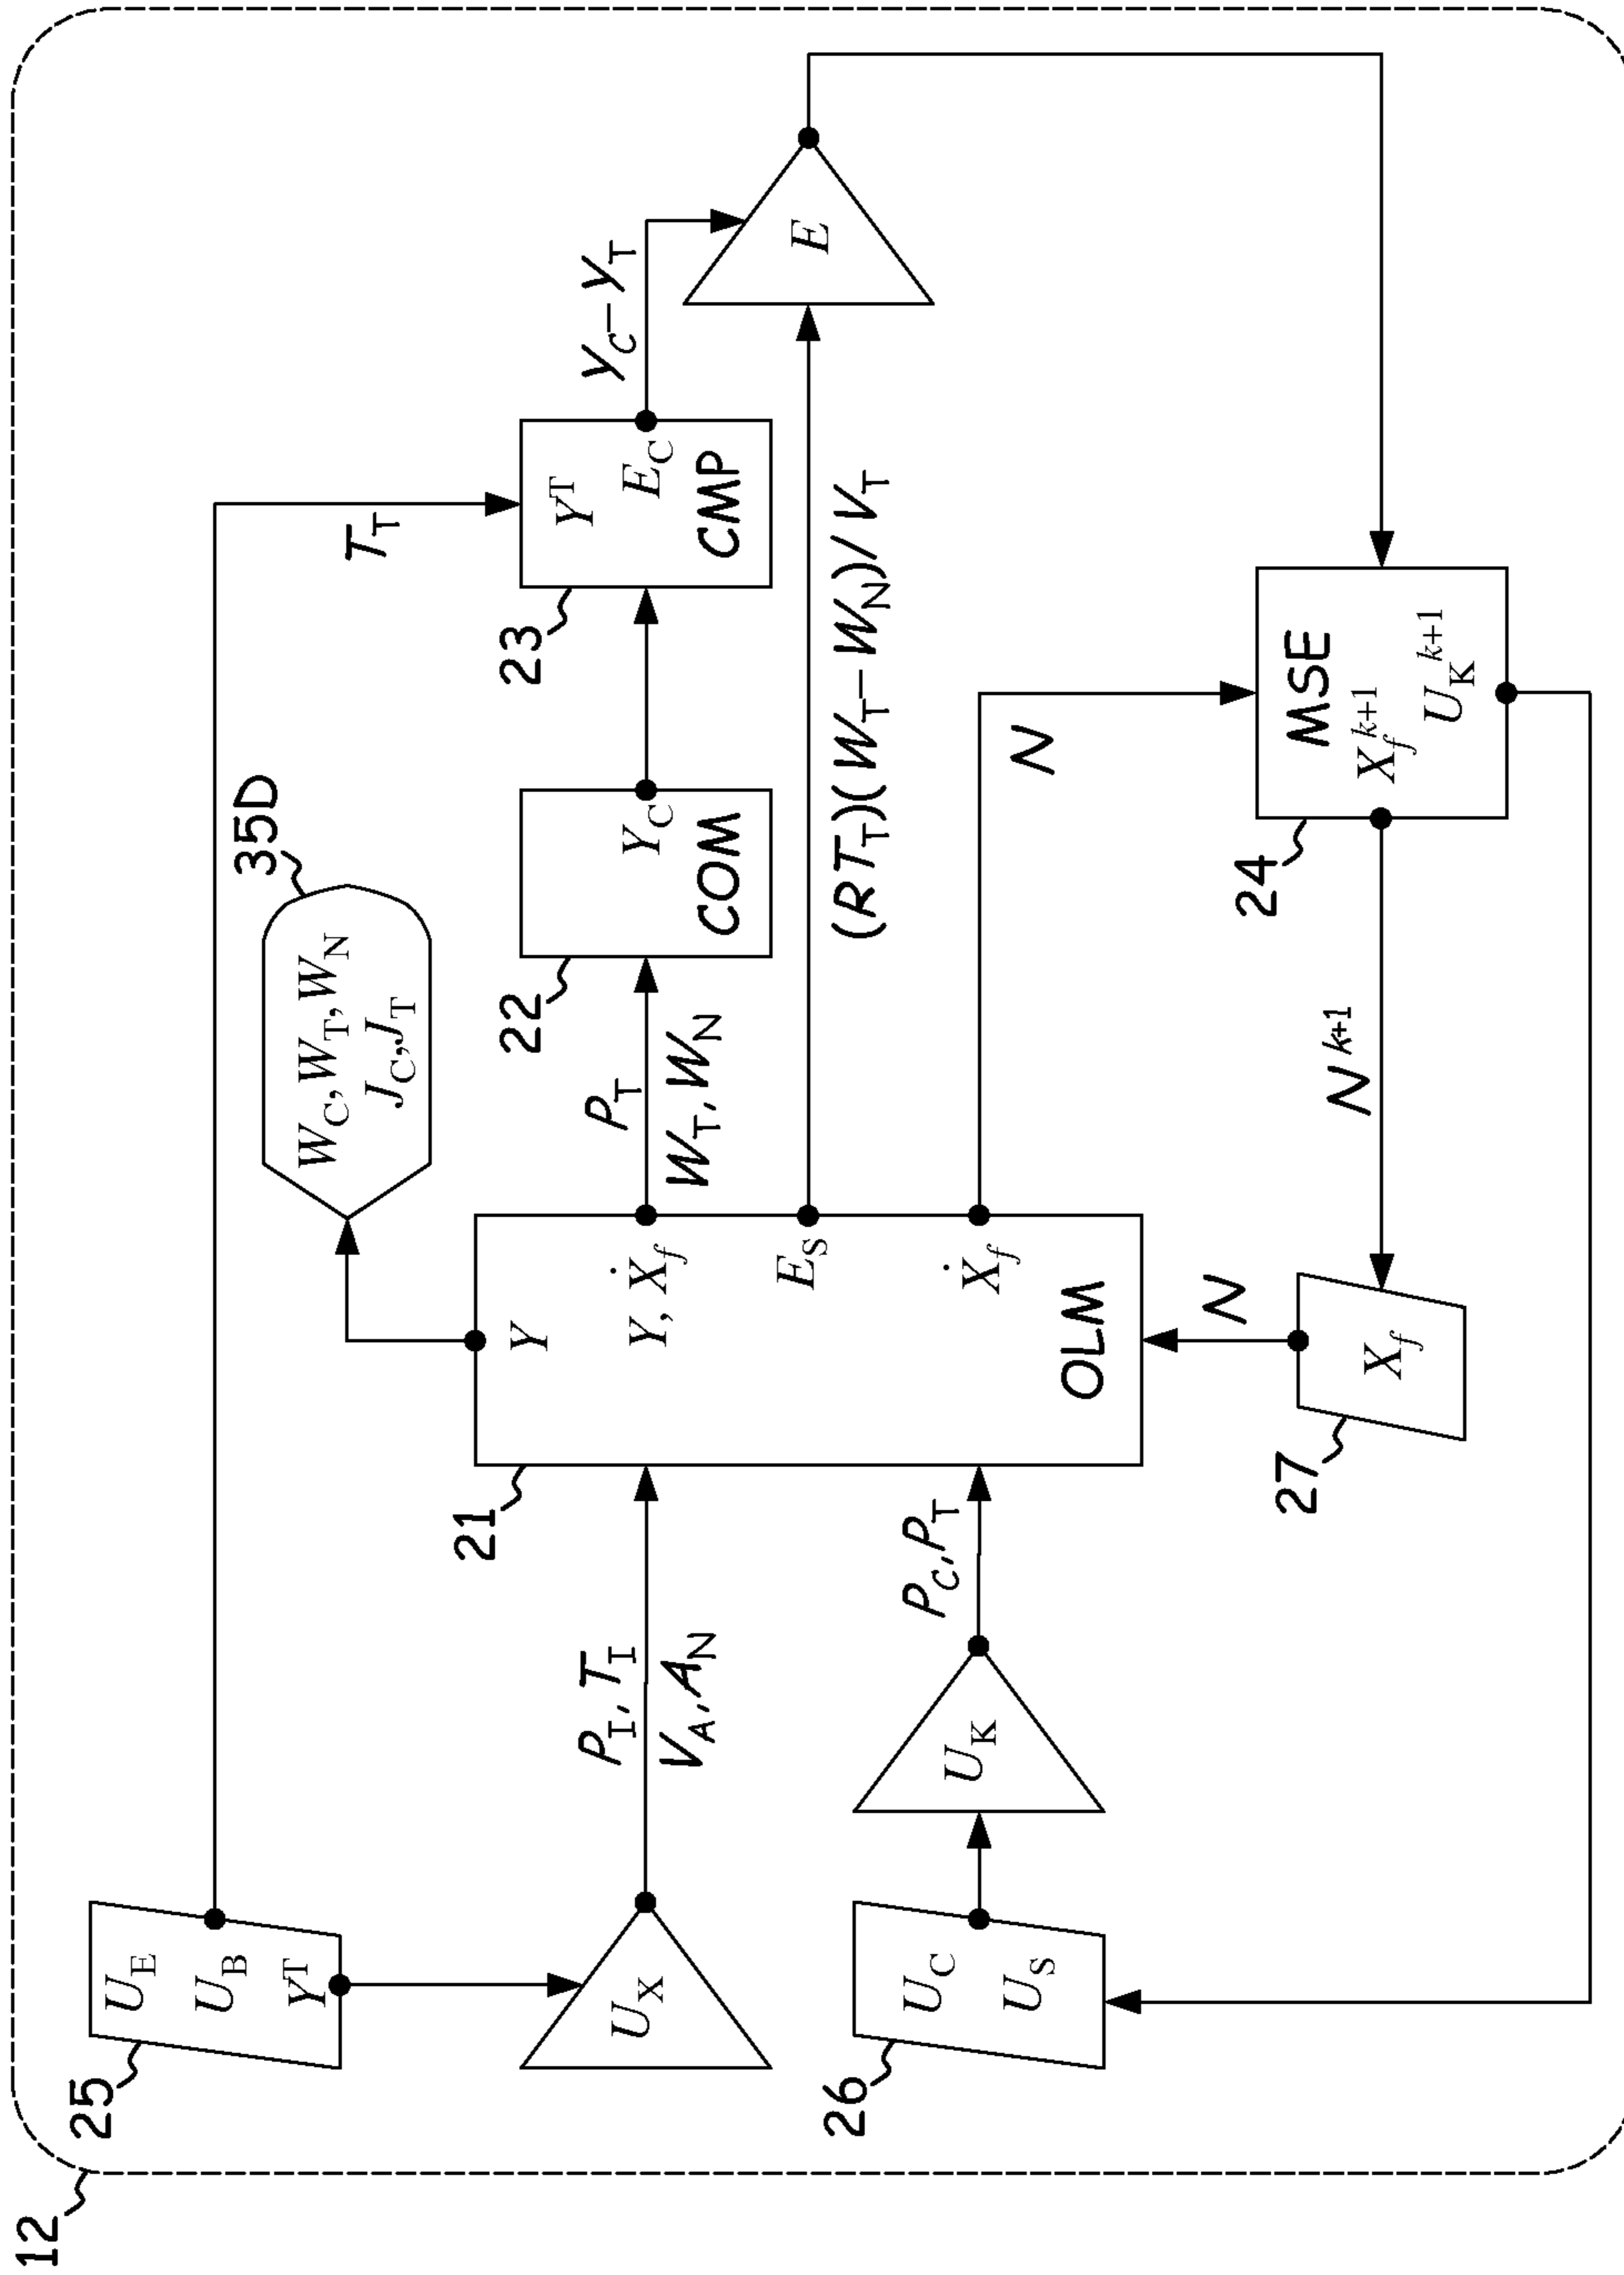 12
25
U_E
U_B
Y^T
T_T
35D
W_C, W_T, W_N
J_C, J_T
U_X
P_I, T_I
V_A, A_N
21
Y
Y, Ẋ_f
E_S
Ẋ_f
OLM
P_T
W_T, W_N
22
Y_C
COM
23
Y^T
E_C
CMP
Y_C-Y_T
E
(RT_T)(W_T-W_N)/V_T
26
U_C
U_S
U_K
P_C, P_T
N
N
27
X_f
N^k+1
24
MSE
X_f^k+1
U_K^k+1